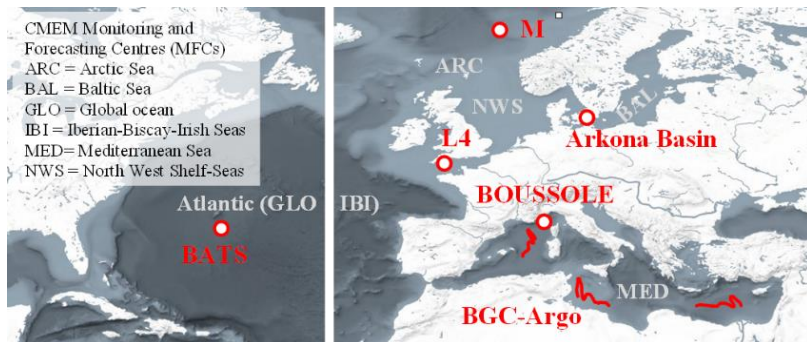 CMEM Monitoring and
Forecasting Centres (MFCs)
ARC = Arctic Sea
BAL = Baltic Sea
GLO = Global ocean
IBI = Iberian-Biscay-Irish Seas
MED= Mediterranean Sea
NWS = North West Shelf-Seas
Atlantic (GLO
BATS
M
ARC
NWS
BAL
L4
Arkona Basin
BOUSSOLE
IBI)
MED
BGC-Argo